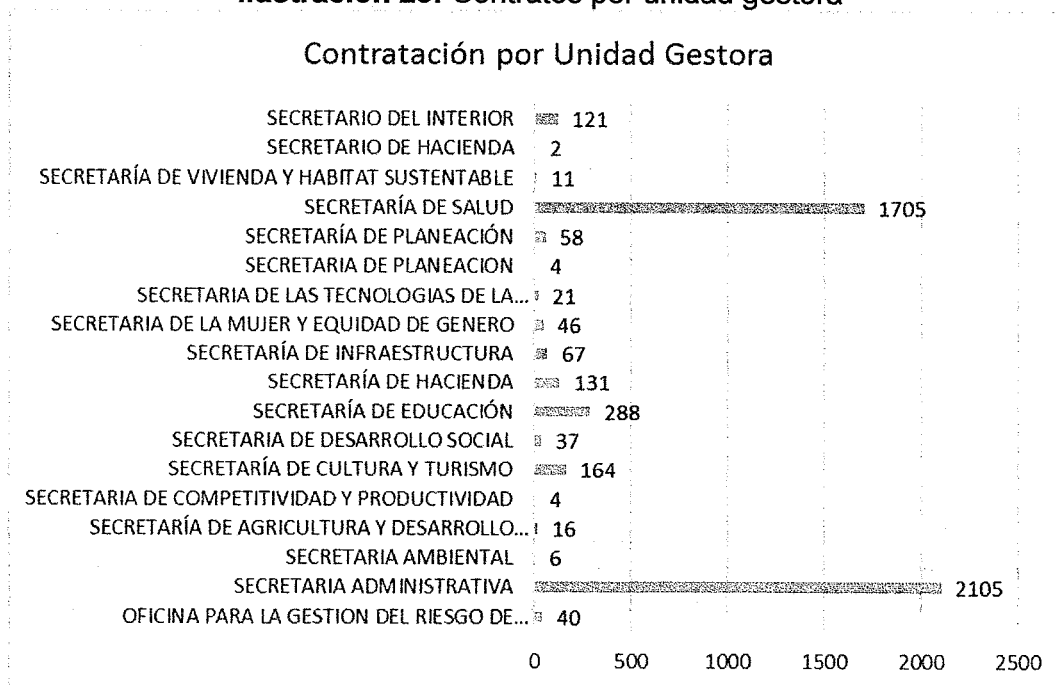 Ilustración 25. Contratos por unidad gestora
Contratación por Unidad Gestora
SECRETARIO DEL INTERIOR 121
SECRETARIO DE HACIENDA 2
SECRETARÍA DE VIVIENDA Y HABITAT SUSTENTABLE 11
SECRETARÍA DE SALUD 1705
SECRETARÍA DE PLANEACIÓN 58
SECRETARIA DE PLANEACION 4
SECRETARIA DE LAS TECNOLOGIAS DE LA... 21
SECRETARIA DE LA MUJER Y EQUIDAD DE GENERO 46
SECRETARÍA DE INFRAESTRUCTURA 67
SECRETARÍA DE HACIENDA 131
SECRETARÍA DE EDUCACIÓN 288
SECRETARIA DE DESARROLLO SOCIAL 37
SECRETARÍA DE CULTURA Y TURISMO 164
SECRETARIA DE COMPETITIVIDAD Y PRODUCTIVIDAD 4
SECRETARÍA DE AGRICULTURA Y DESARROLLO... 16
SECRETARIA AMBIENTAL 6
SECRETARIA ADMINISTRATIVA 2105
OFICINA PARA LA GESTION DEL RIESGO DE... 40
0 500 1000 1500 2000 2500